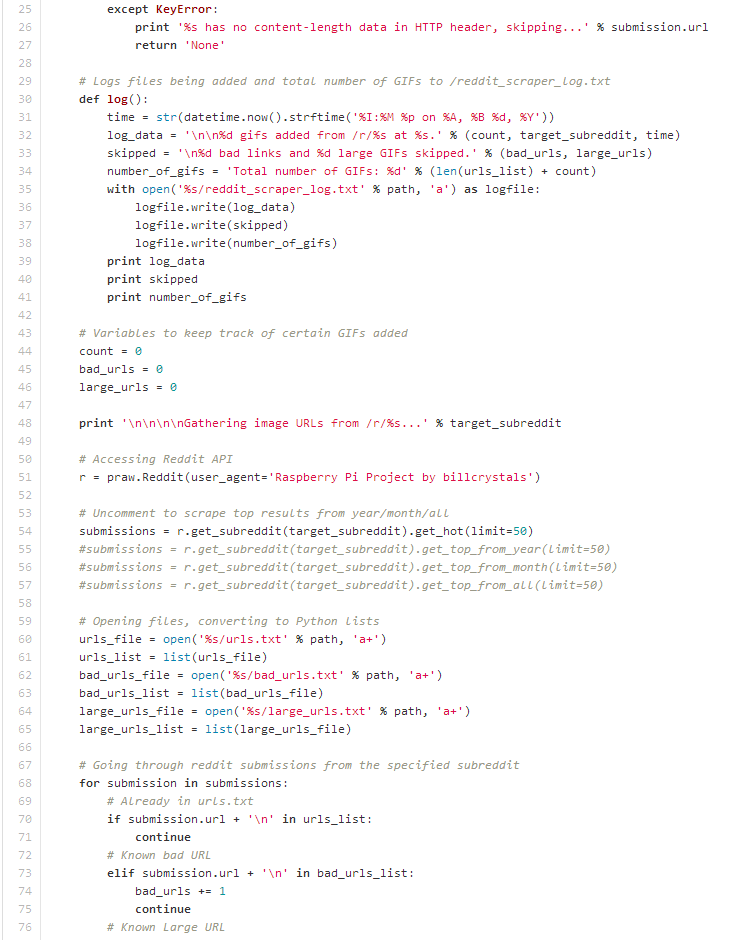 25 except KeyError:
26 print '%s has no content-length data in HTTP header, skipping...' % submission.url
27 return 'None'
28
29 # Logs files being added and total number of GIFs to /reddit_scraper_log.txt
30 def log():
31 time = str(datetime.now().strftime('%I:%M %p on %A, %B %d, %Y'))
32 log_data = '\n\n%d gifs added from /r/%s at %s.' % (count, target_subreddit, time)
33 skipped = '\n%d bad links and %d large GIFs skipped.' % (bad_urls, large_urls)
34 number_of_gifs = 'Total number of GIFs: %d' % (len(urls_list) + count)
35 with open('%s/reddit_scraper_log.txt' % path, 'a') as logfile:
36 logfile.write(log_data)
37 logfile.write(skipped)
38 logfile.write(number_of_gifs)
39 print log_data
40 print skipped
41 print number_of_gifs
42
43 # Variables to keep track of certain GIFs added
44 count = 0
45 bad_urls = 0
46 large_urls = 0
47
48 print '\n\n\n\nGathering image URLs from /r/%s...' % target_subreddit
49
50 # Accessing Reddit API
51 r = praw.Reddit(user_agent='Raspberry Pi Project by billcrystals')
52
53 # Uncomment to scrape top results from year/month/all
54 submissions = r.get_subreddit(target_subreddit).get_hot(limit=50)
55 #submissions = r.get_subreddit(target_subreddit).get_top_from_year(limit=50)
56 #submissions = r.get_subreddit(target_subreddit).get_top_from_month(limit=50)
57 #submissions = r.get_subreddit(target_subreddit).get_top_from_all(limit=50)
58
59 # Opening files, converting to Python lists
60 urls_file = open('%s/urls.txt' % path, 'a+')
61 urls_list = list(urls_file)
62 bad_urls_file = open('%s/bad_urls.txt' % path, 'a+')
63 bad_urls_list = list(bad_urls_file)
64 large_urls_file = open('%s/large_urls.txt' % path, 'a+')
65 large_urls_list = list(large_urls_file)
66
67 # Going through reddit submissions from the specified subreddit
68 for submission in submissions:
69 # Already in urls.txt
70 if submission.url + '\n' in urls_list:
71 continue
72 # Known bad URL
73 elif submission.url + '\n' in bad_urls_list:
74 bad_urls += 1
75 continue
76 # Known Large URL